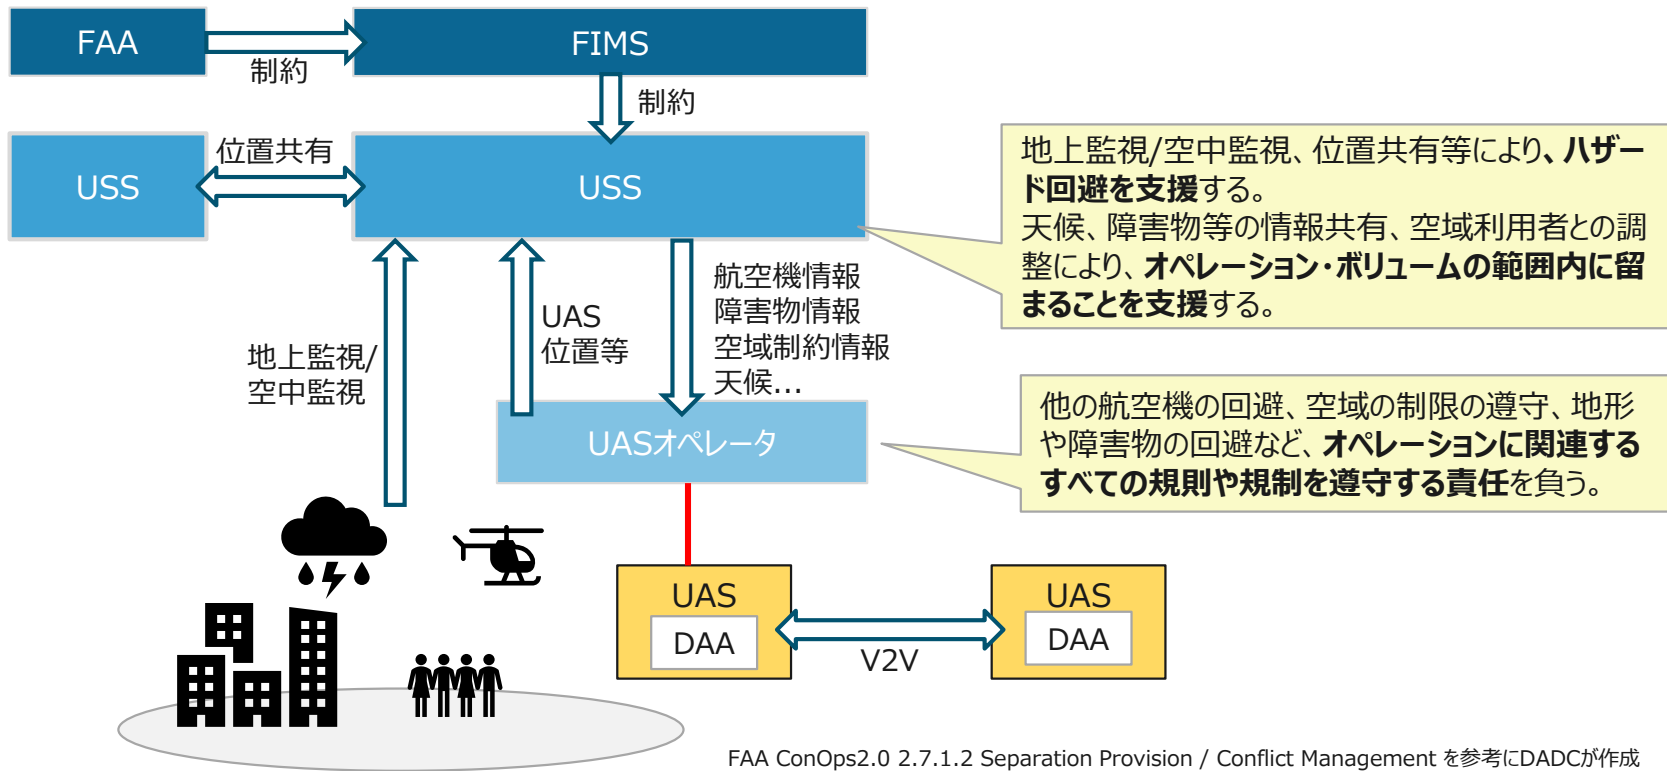 FAA
FIMS
制約
制約
USS
位置共有
USS
地上監視/空中監視、位置共有等により、ハザー
ド回避を支援する。
天候、障害物等の情報共有、空域利用者との調
整により、オペレーション・ボリュームの範囲内に留
まることを支援する。
地上監視/
空中監視
UAS
位置等
航空機情報
障害物情報
空域制約情報
天候...
UASオペレータ
他の航空機の回避、空域の制限の遵守、地形
や障害物の回避など、オペレーションに関連する
すべての規則や規制を遵守する責任を負う。
UAS
DAA
V2V
UAS
DAA
FAA ConOps2.0 2.7.1.2 Separation Provision / Conflict Management を参考にDADCが作成